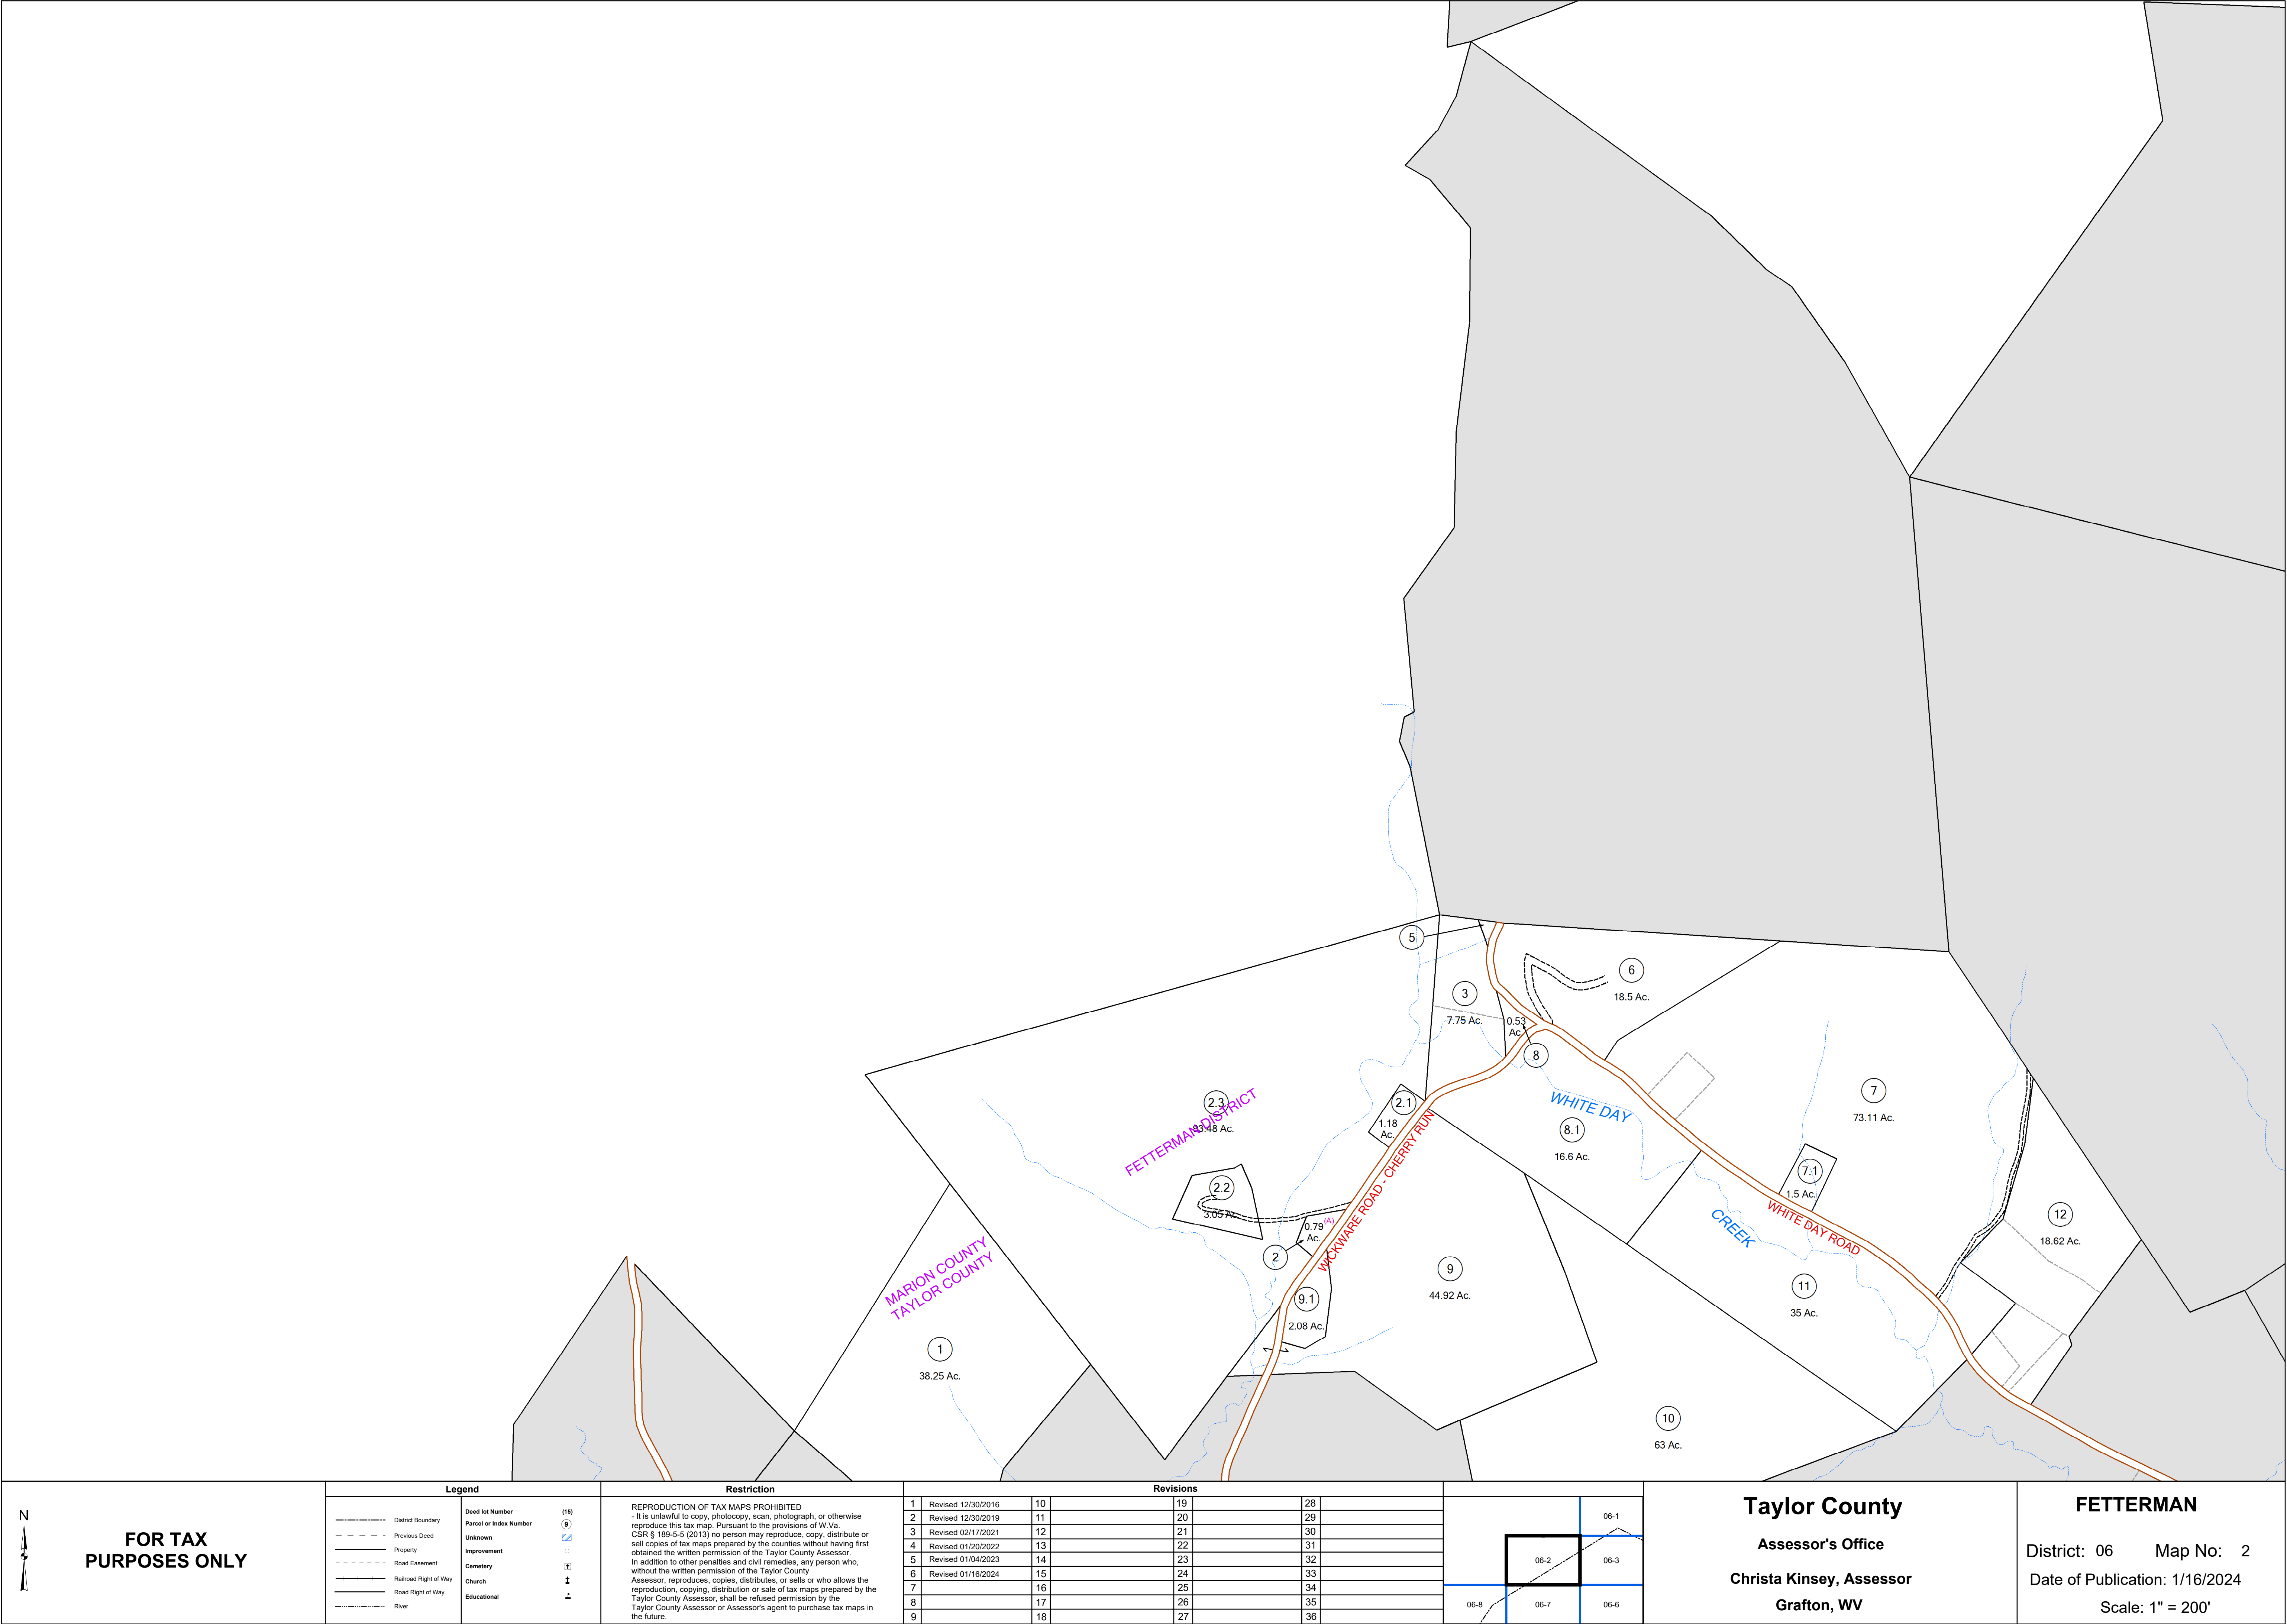 5
6
18.5 Ac.
3
7.75 Ac.
0.53
Ac.
8
7
73.11 Ac.
2.3
FETTERMAN DISTRICT
2.1
1.18
Ac.
WHITE DAY
8.1
16.6 Ac.
7.1
1.5 Ac.
2.2
3.05 Ac.
0.79 (A)
Ac.
2
WICKWARE ROAD - CHERRY RUN
WHITE DAY ROAD
CREEK
12
18.62 Ac.
MARION COUNTY
TAYLOR COUNTY
9
44.92 Ac.
9.1
2.08 Ac.
11
35 Ac.
1
38.25 Ac.
10
63 Ac.
N
FOR TAX
PURPOSES ONLY
Legend
District Boundary
Previous Deed
Property
Road Easement
Railroad Right of Way
Road Right of Way
River
Deed lot Number (15)
Parcel or Index Number 9
Unknown
Improvement
Cemetery
Church
Educational
Restriction
REPRODUCTION OF TAX MAPS PROHIBITED
- It is unlawful to copy, photocopy, scan, photograph, or otherwise
reproduce this tax map. Pursuant to the provisions of W.Va.
CSR § 189-5-5 (2013) no person may reproduce, copy, distribute or
sell copies of tax maps prepared by the counties without having first
obtained the written permission of the Taylor County Assessor.
In addition to other penalties and civil remedies, any person who,
without the written permission of the Taylor County
Assessor, reproduces, copies, distributes, or sells or who allows the
reproduction, copying, distribution or sale of tax maps prepared by the
Taylor County Assessor, shall be refused permission by the
Taylor County Assessor or Assessor's agent to purchase tax maps in
the future.
Revisions
1 Revised 12/30/2016 10 19 28
2 Revised 12/30/2019 11 20 29
3 Revised 02/17/2021 12 21 30
4 Revised 01/20/2022 13 22 31
5 Revised 01/04/2023 14 23 32
6 Revised 01/16/2024 15 24 33
7 16 25 34
8 17 26 35
9 18 27 36
06-1
06-2 06-3
06-8 06-7 06-6
Taylor County
Assessor's Office
Christa Kinsey, Assessor
Grafton, WV
FETTERMAN
District: 06 Map No: 2
Date of Publication: 1/16/2024
Scale: 1" = 200'